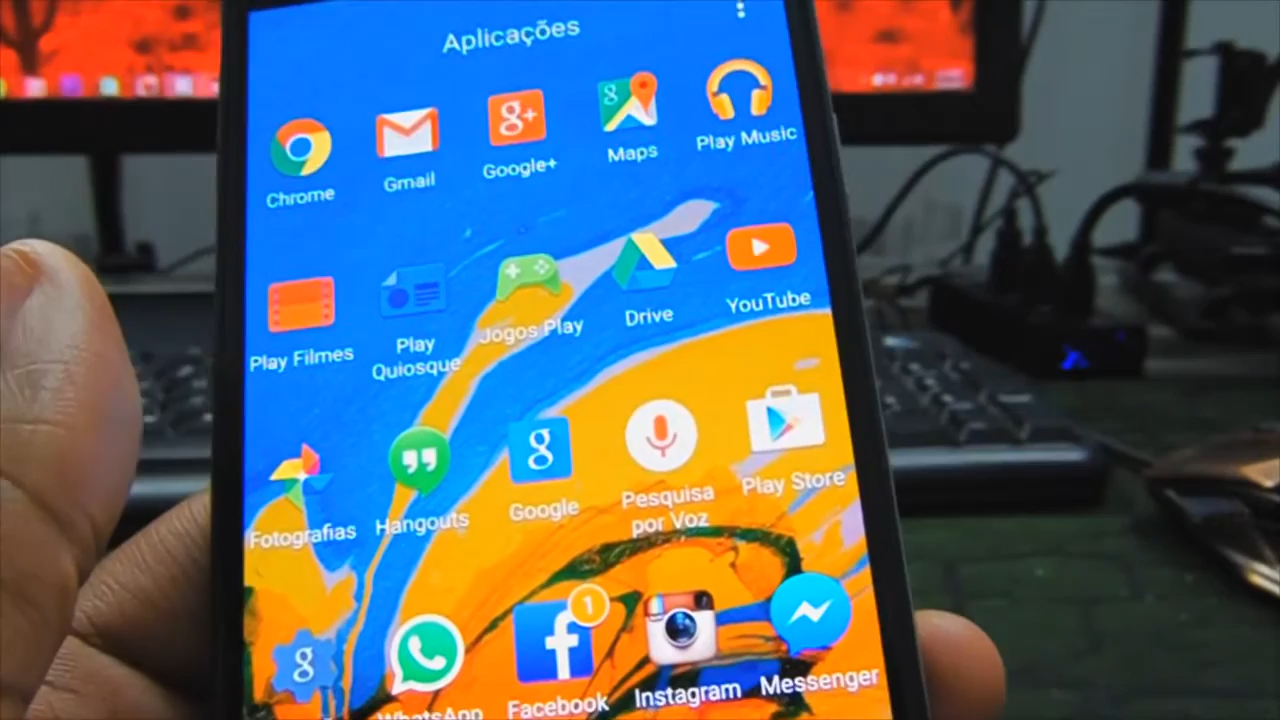 Aplicações
Chrome
Gmail
Google+
Maps
Play Music
Play Filmes
Play
Quiosque
Jogos Play
Drive
YouTube
Fotografias
Hangouts
Google
Pesquisa
por Voz
Play Store
WhatsApp
Facebook
1
Instagram
Messenger